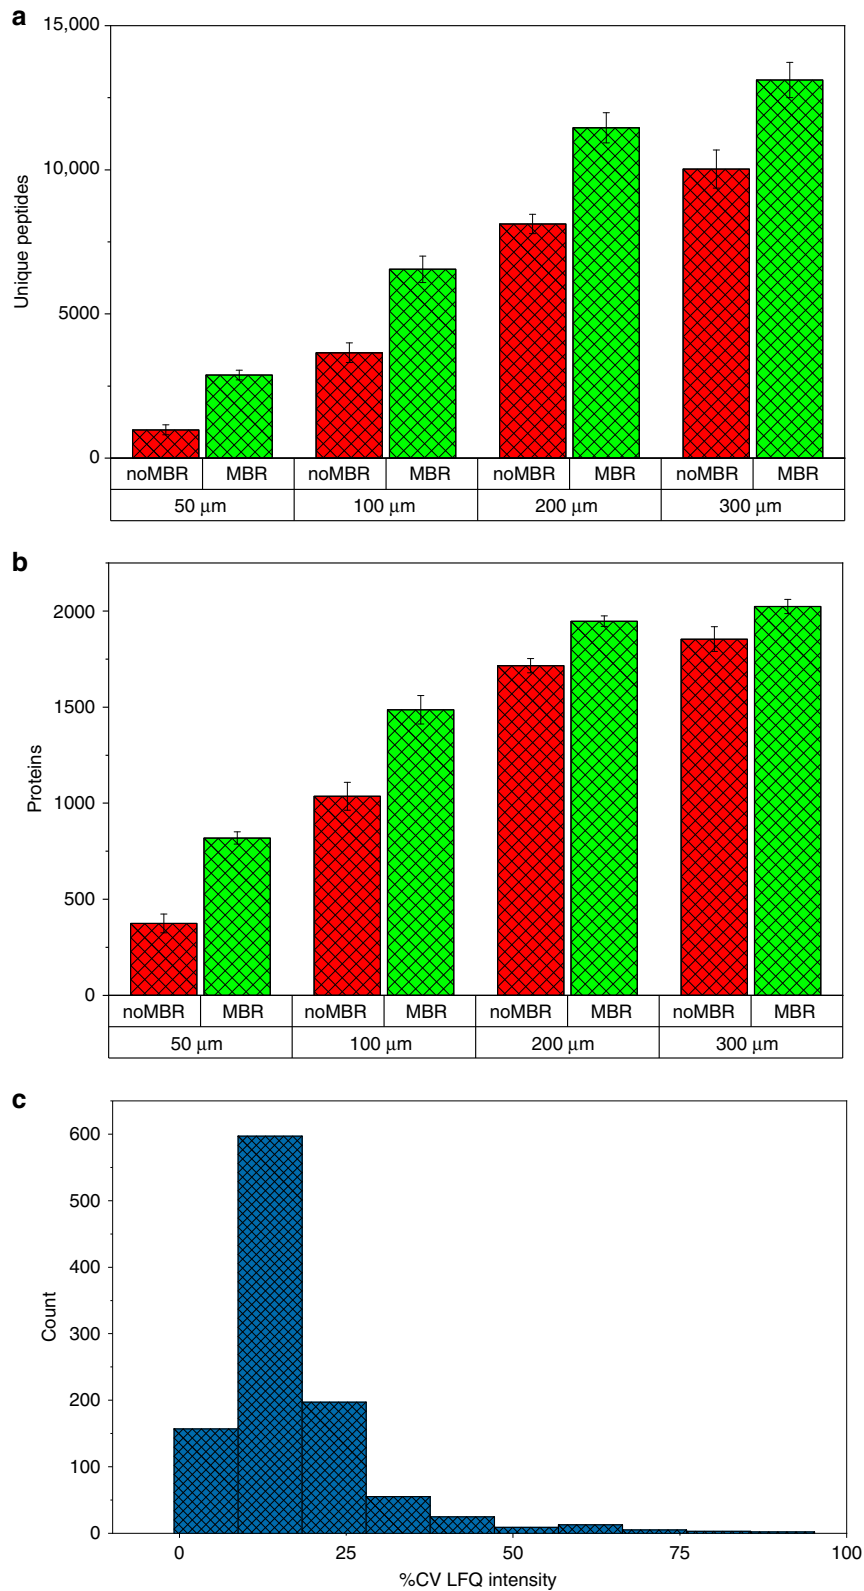 a
15,000
10,000
5000
0
Unique peptides
noMBR MBR noMBR MBR noMBR MBR noMBR MBR
50 μm 100 μm 200 μm 300 μm
b
2000
1500
1000
500
0
Proteins
noMBR MBR noMBR MBR noMBR MBR noMBR MBR
50 μm 100 μm 200 μm 300 μm
c
600
500
400
300
200
100
0
Count
0 25 50 75 100
%CV LFQ intensity